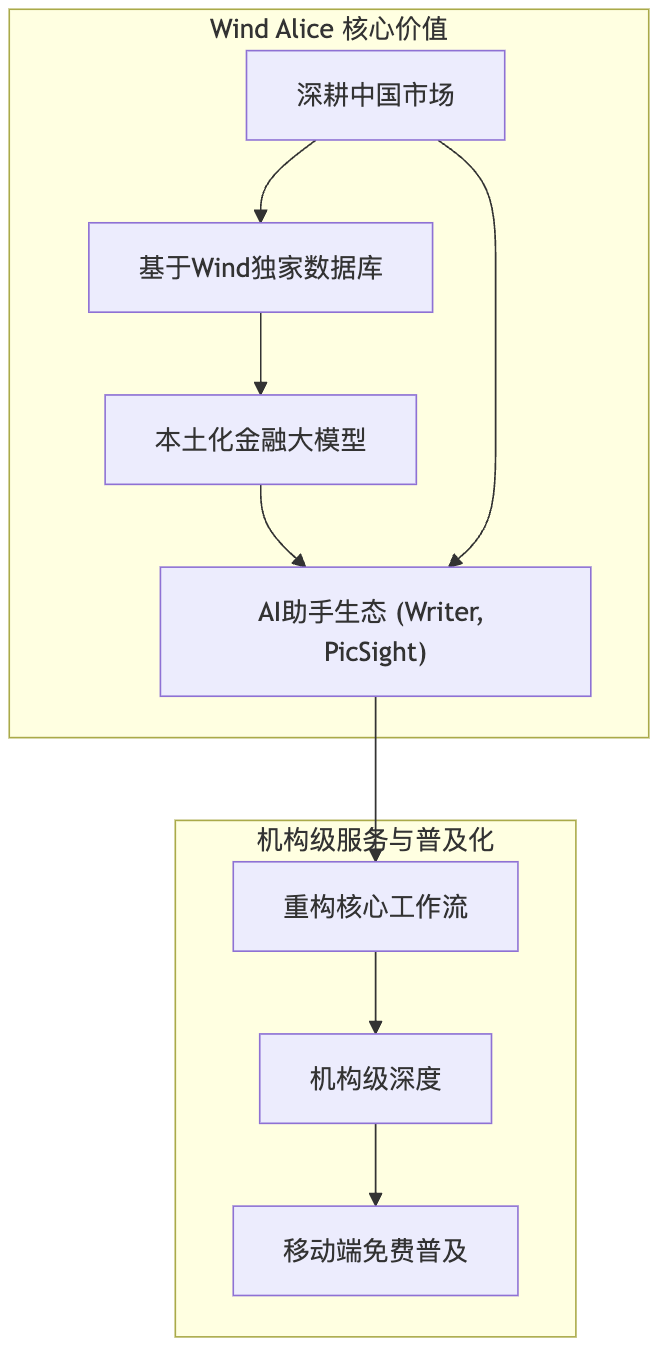 Wind Alice 核心价值
深耕中国市场
基于Wind独家数据库
本土化金融大模型
AI助手生态 (Writer,
PicSight)
机构级服务与普及化
重构核心工作流
机构级深度
移动端免费普及